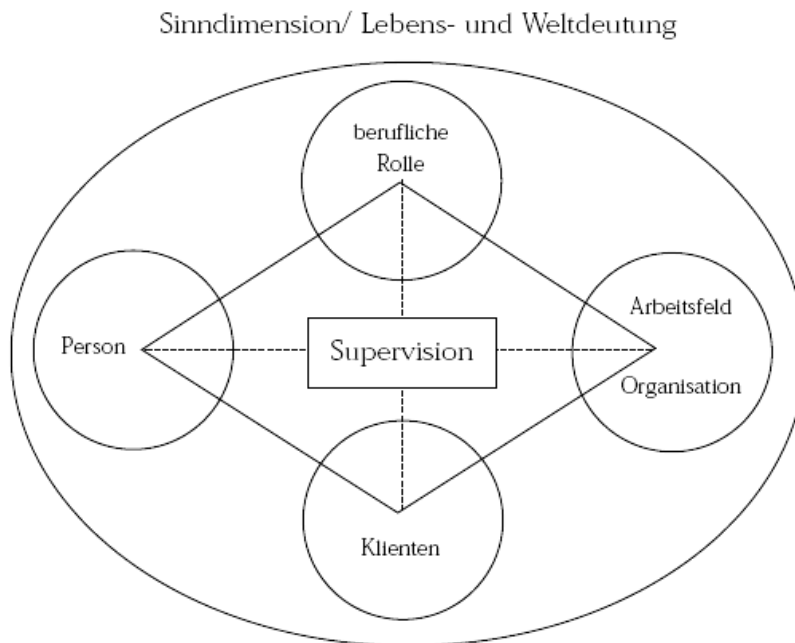 Sinndimension/ Lebens- und Weltdeutung
berufliche
Rolle
Person
Supervision
Arbeitsfeld
Organisation
Klienten